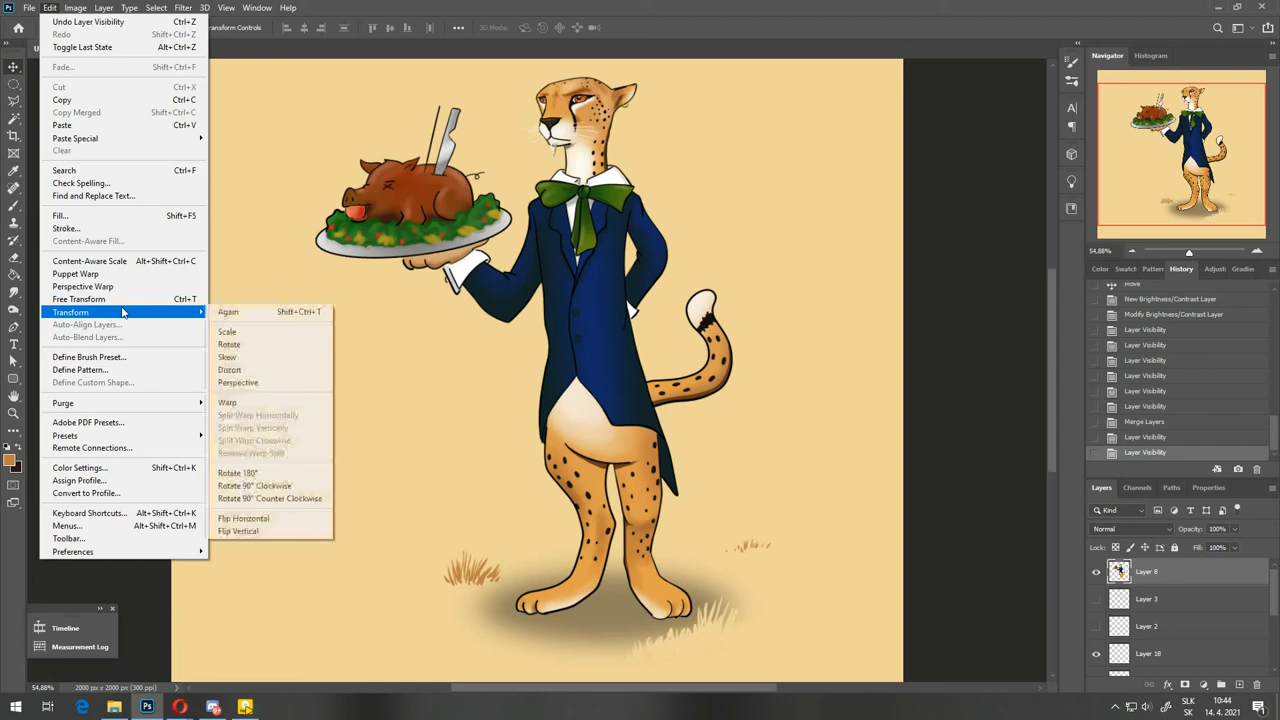 Ps File Edit Image Layer Type Select Filter 3D View Window Help
Transform Controls 3D Mode:
Undo Layer Visibility Ctrl+Z
Redo Shift+Ctrl+Z
Toggle Last State Alt+Ctrl+Z
Fade... Shift+Ctrl+F
Cut Ctrl+X
Copy Ctrl+C
Copy Merged Shift+Ctrl+C
Paste Ctrl+V
Paste Special
Clear
Search Ctrl+F
Check Spelling...
Find and Replace Text...
Fill... Shift+F5
Stroke...
Content-Aware Fill...
Content-Aware Scale Alt+Shift+Ctrl+C
Puppet Warp
Perspective Warp
Free Transform Ctrl+T
Transform
Auto-Align Layers...
Auto-Blend Layers...
Define Brush Preset...
Define Pattern...
Define Custom Shape...
Purge
Adobe PDF Presets...
Presets
Remote Connections...
Color Settings... Shift+Ctrl+K
Assign Profile...
Convert to Profile...
Keyboard Shortcuts... Alt+Shift+Ctrl+K
Menus... Alt+Shift+Ctrl+M
Toolbar...
Preferences
Again Shift+Ctrl+T
Scale
Rotate
Skew
Distort
Perspective
Warp
Split Warp Horizontally
Split Warp Vertically
Split Warp Crosswise
Remove Warp Split
Rotate 180°
Rotate 90° Clockwise
Rotate 90° Counter Clockwise
Flip Horizontal
Flip Vertical
Timeline
Measurement Log
54,88% 2000 px x 2000 px (300 ppi)
Navigator Histogram
54,88%
Color Swatch Pattern History Adjust Gradien
Move
New Brightness/Contrast Layer
Modify Brightness/Contrast Layer
Layer Visibility
Layer Visibility
Layer Visibility
Layer Visibility
Layer Visibility
Layer Visibility
Merge Layers
Layer Visibility
Layer Visibility
Layers Channels Paths Properties
Kind
Normal Opacity: 100%
Lock: Fill: 100%
Layer 8
Layer 3
Layer 2
Layer 18
SLK
SK
10:44
14. 4. 2021